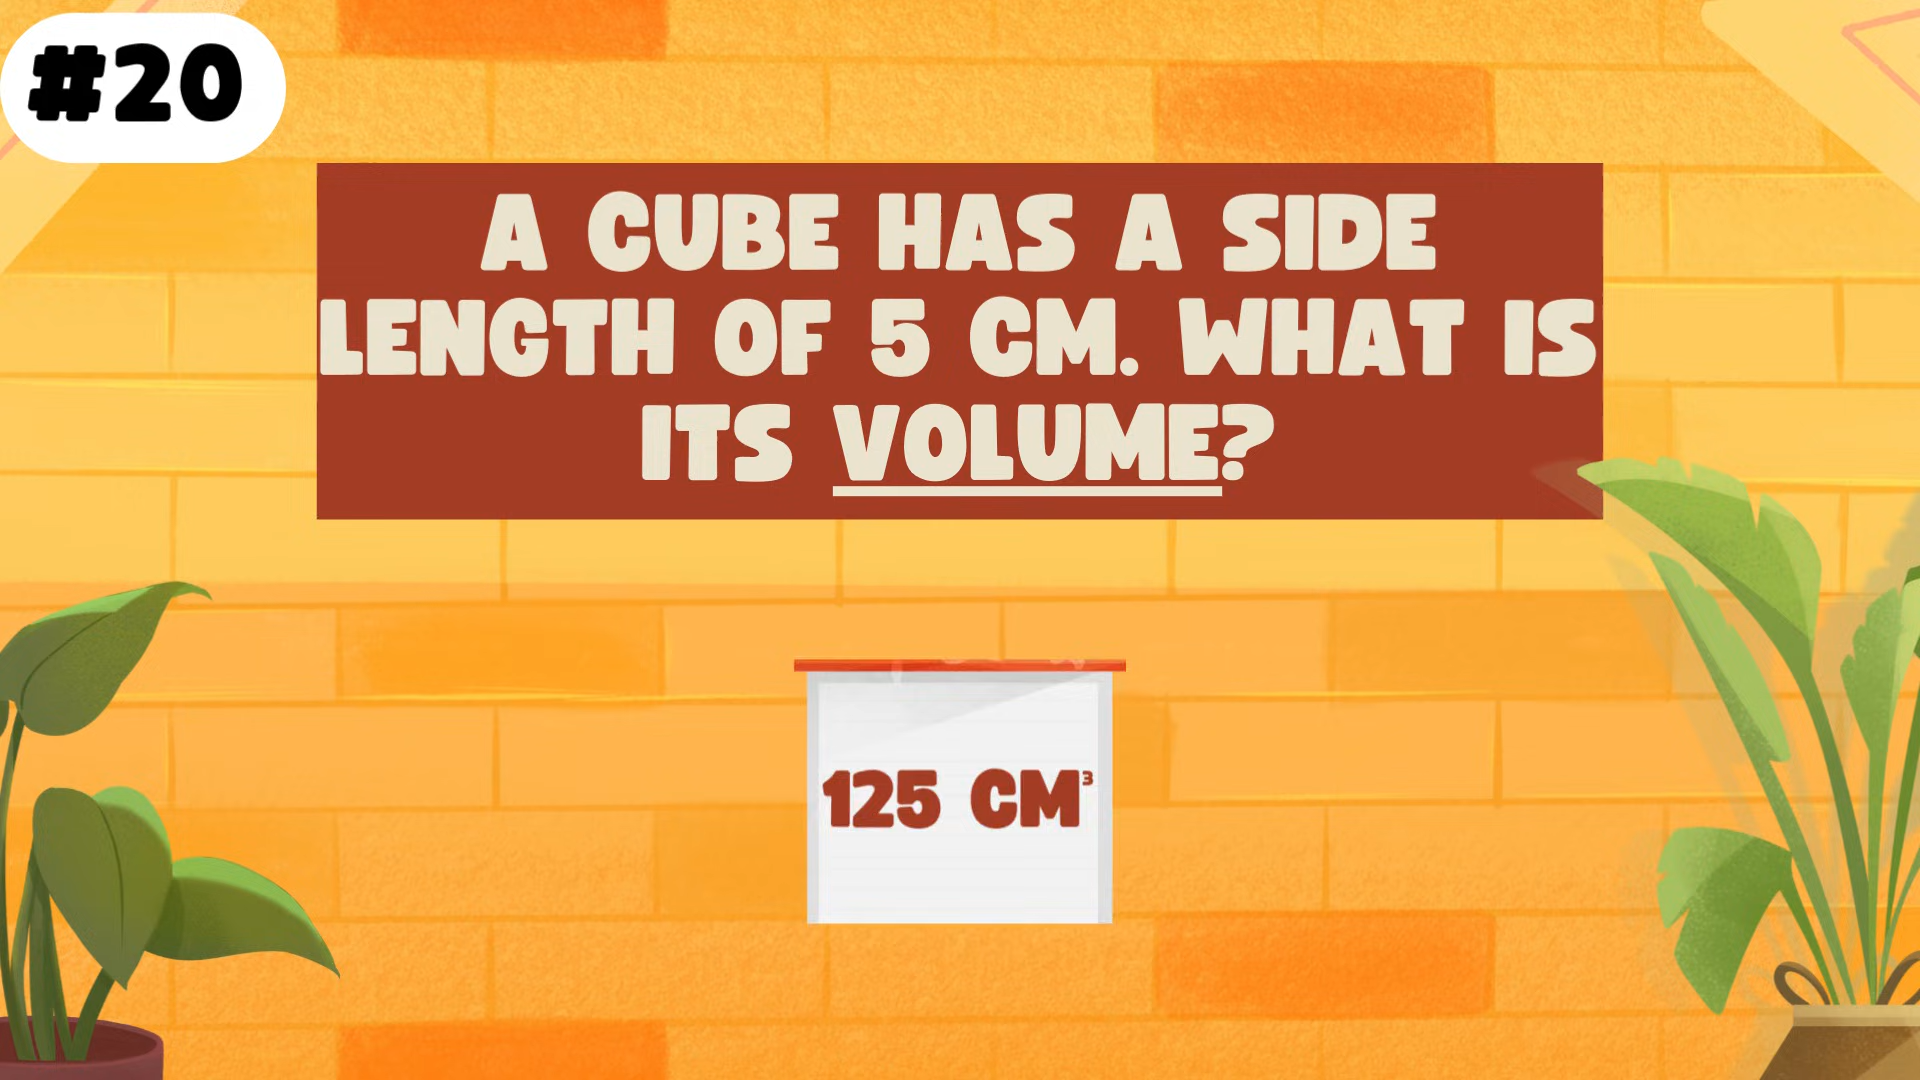 #20
A CUBE HAS A SIDE
LENGTH OF 5 CM. WHAT IS
ITS VOLUME?
125 CM³